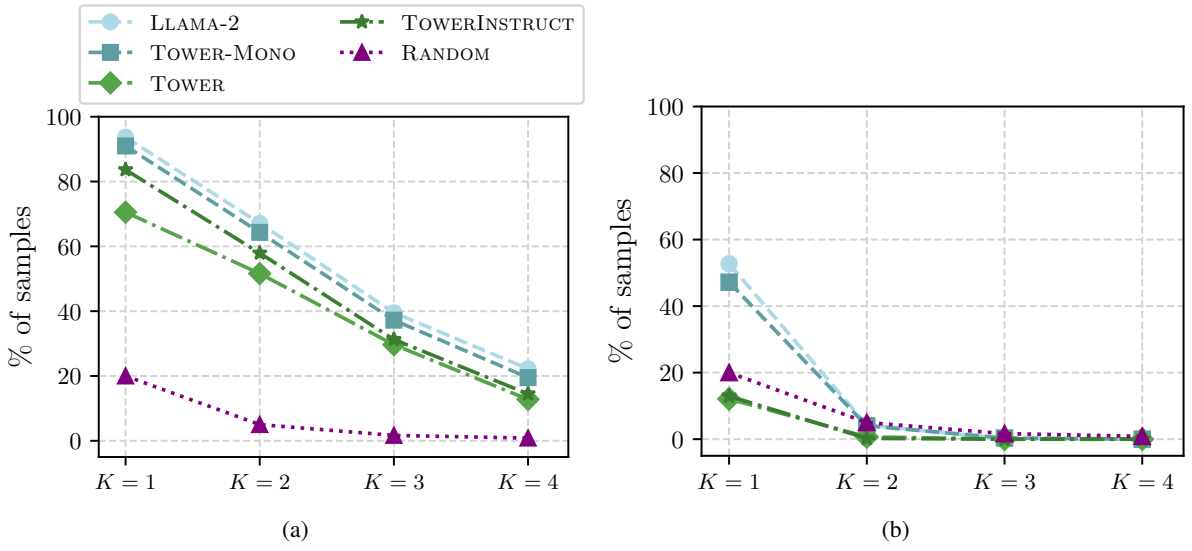 LLAMA-2
TOWER-MONO
TOWER
TOWERINSTRUCT
RANDOM
% of samples
100
80
60
40
20
0
K = 1
K = 2
K = 3
K = 4
(a)
% of samples
100
80
60
40
20
0
K = 1
K = 2
K = 3
K = 4
(b)